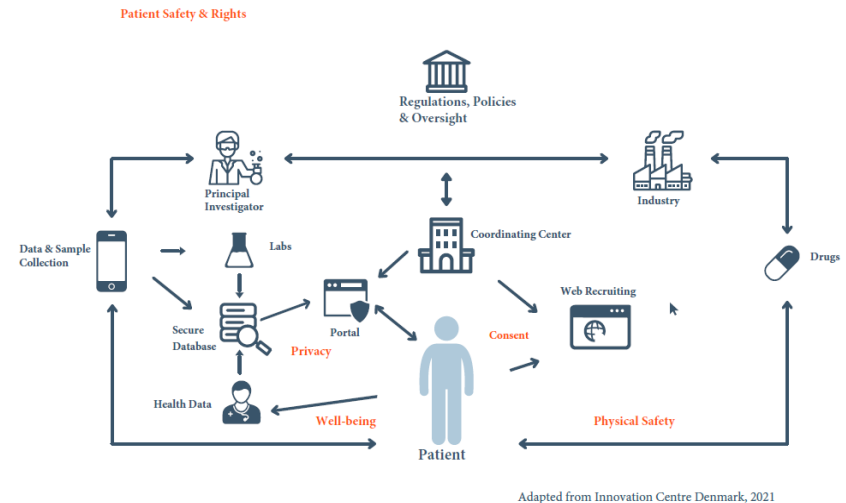 Patient Safety & Rights
Regulations, Policies
& Oversight
Principal
Investigator
Industry
Data & Sample
Collection
Labs
Coordinating Center
Drugs
Web Recruiting
Secure
Database
Portal
Privacy
Consent
Health Data
Well-being
Physical Safety
Patient
Adapted from Innovation Centre Denmark, 2021